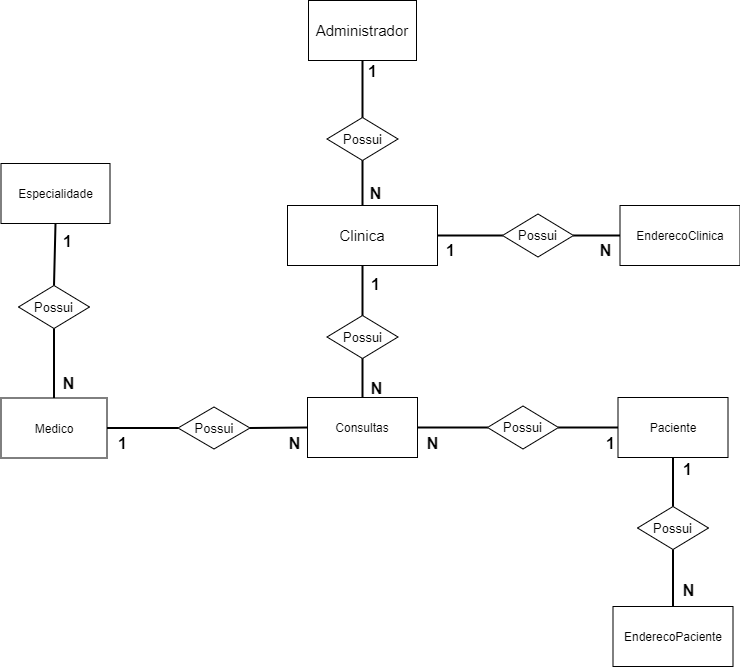 Administrador
1
Possui
N
Especialidade
Clinica
1
Possui
N
EnderecoClinica
1
1
Possui
Possui
N
N
Medico
1
Possui
N
Consultas
N
Possui
1
Paciente
1
Possui
N
EnderecoPaciente